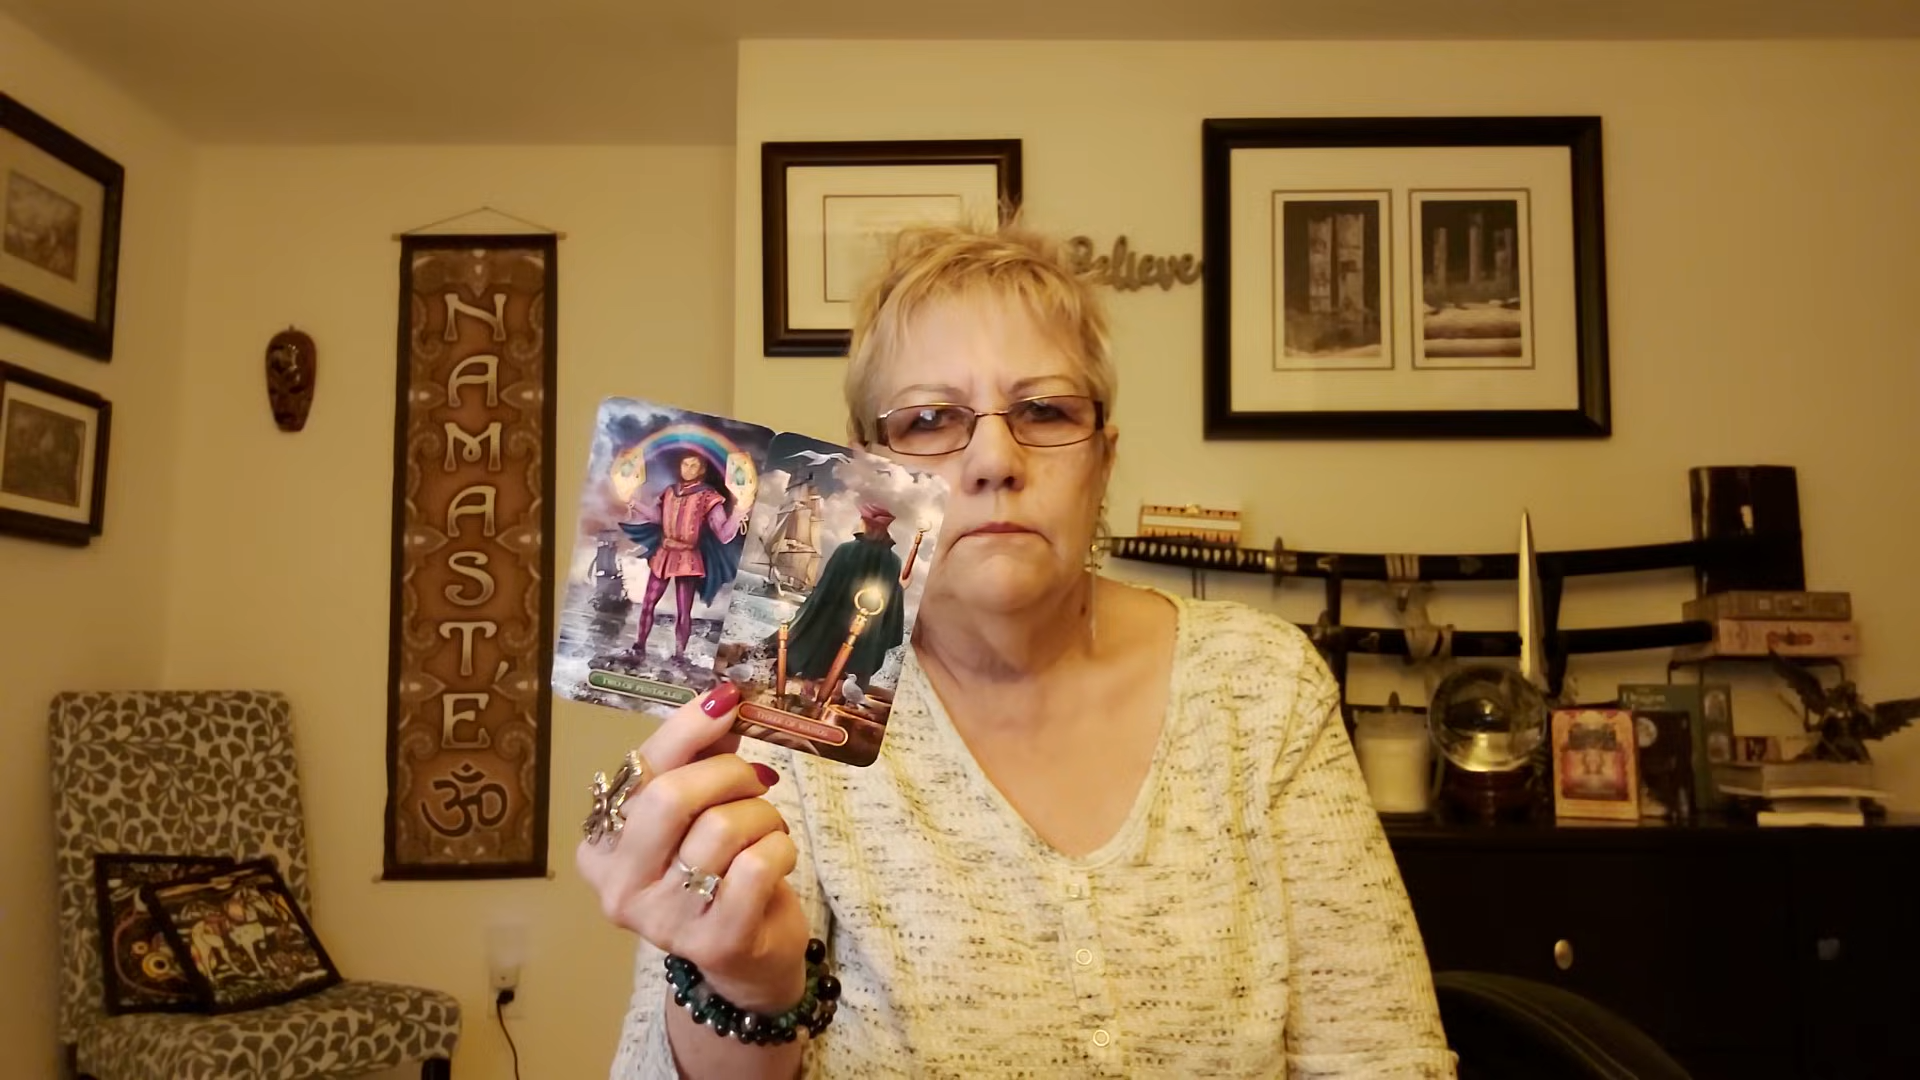 NAMASTÉ
ॐ
Believe
TWO OF PENTACLES
THREE OF WANDS